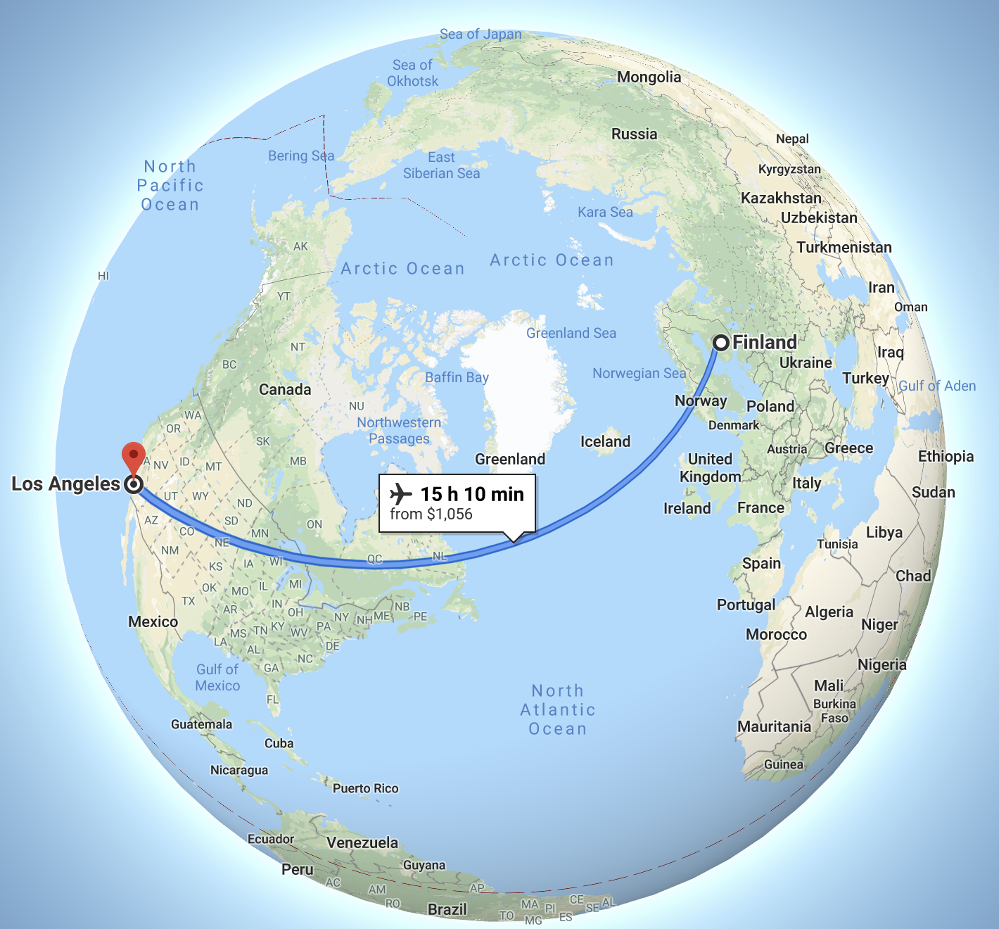 Sea of Japan
Sea of
Okhotsk
Mongolia
Russia
Nepal
Bering Sea
East
Siberian Sea
North
Pacific
Ocean
Kyrgyzstan
Kazakhstan
Kara Sea
Uzbekistan
AK
Turkmenistan
Arctic Ocean
Arctic Ocean
HI
YT
Iran
Oman
Greenland Sea
Finland
NT
Iraq
BC
Ukraine
Baffin Bay
Norwegian Sea
Turkey
Gulf of Aden
Canada
Norway
Poland
NU
WA
OR
Northwestern
Passages
Denmark
SK
Iceland
Austria
Greece
Ethiopia
A
NV
ID
MT
MB
Greenland
United
Kingdom
Los Angeles
Italy
Sudan
UT
WY
ND
15 h 10 min
from $1,056
Ireland
France
AZ
CO
SD
NE
MN
ON
Libya
Tunisia
NM
KS
IA
WI
QC
NL
Spain
Chad
OK
MO
IL
MI
TX
AR
IN
OH
NY
NH
ME
NB
PE
Portugal
Algeria
Mexico
MS
TN
KY
WV
PA
Morocco
Niger
LA
AL
DE
GA
NC
Nigeria
Gulf of
Mexico
FL
North
Atlantic
Ocean
Mali
Burkina
Faso
Guatemala
Cuba
Mauritania
Nicaragua
Guinea
Puerto Rico
Ecuador
Venezuela
Peru
Guyana
AC
AM
AP
RO
Brazil
TO
MA
PI
CE
SE
AL
MG
ES